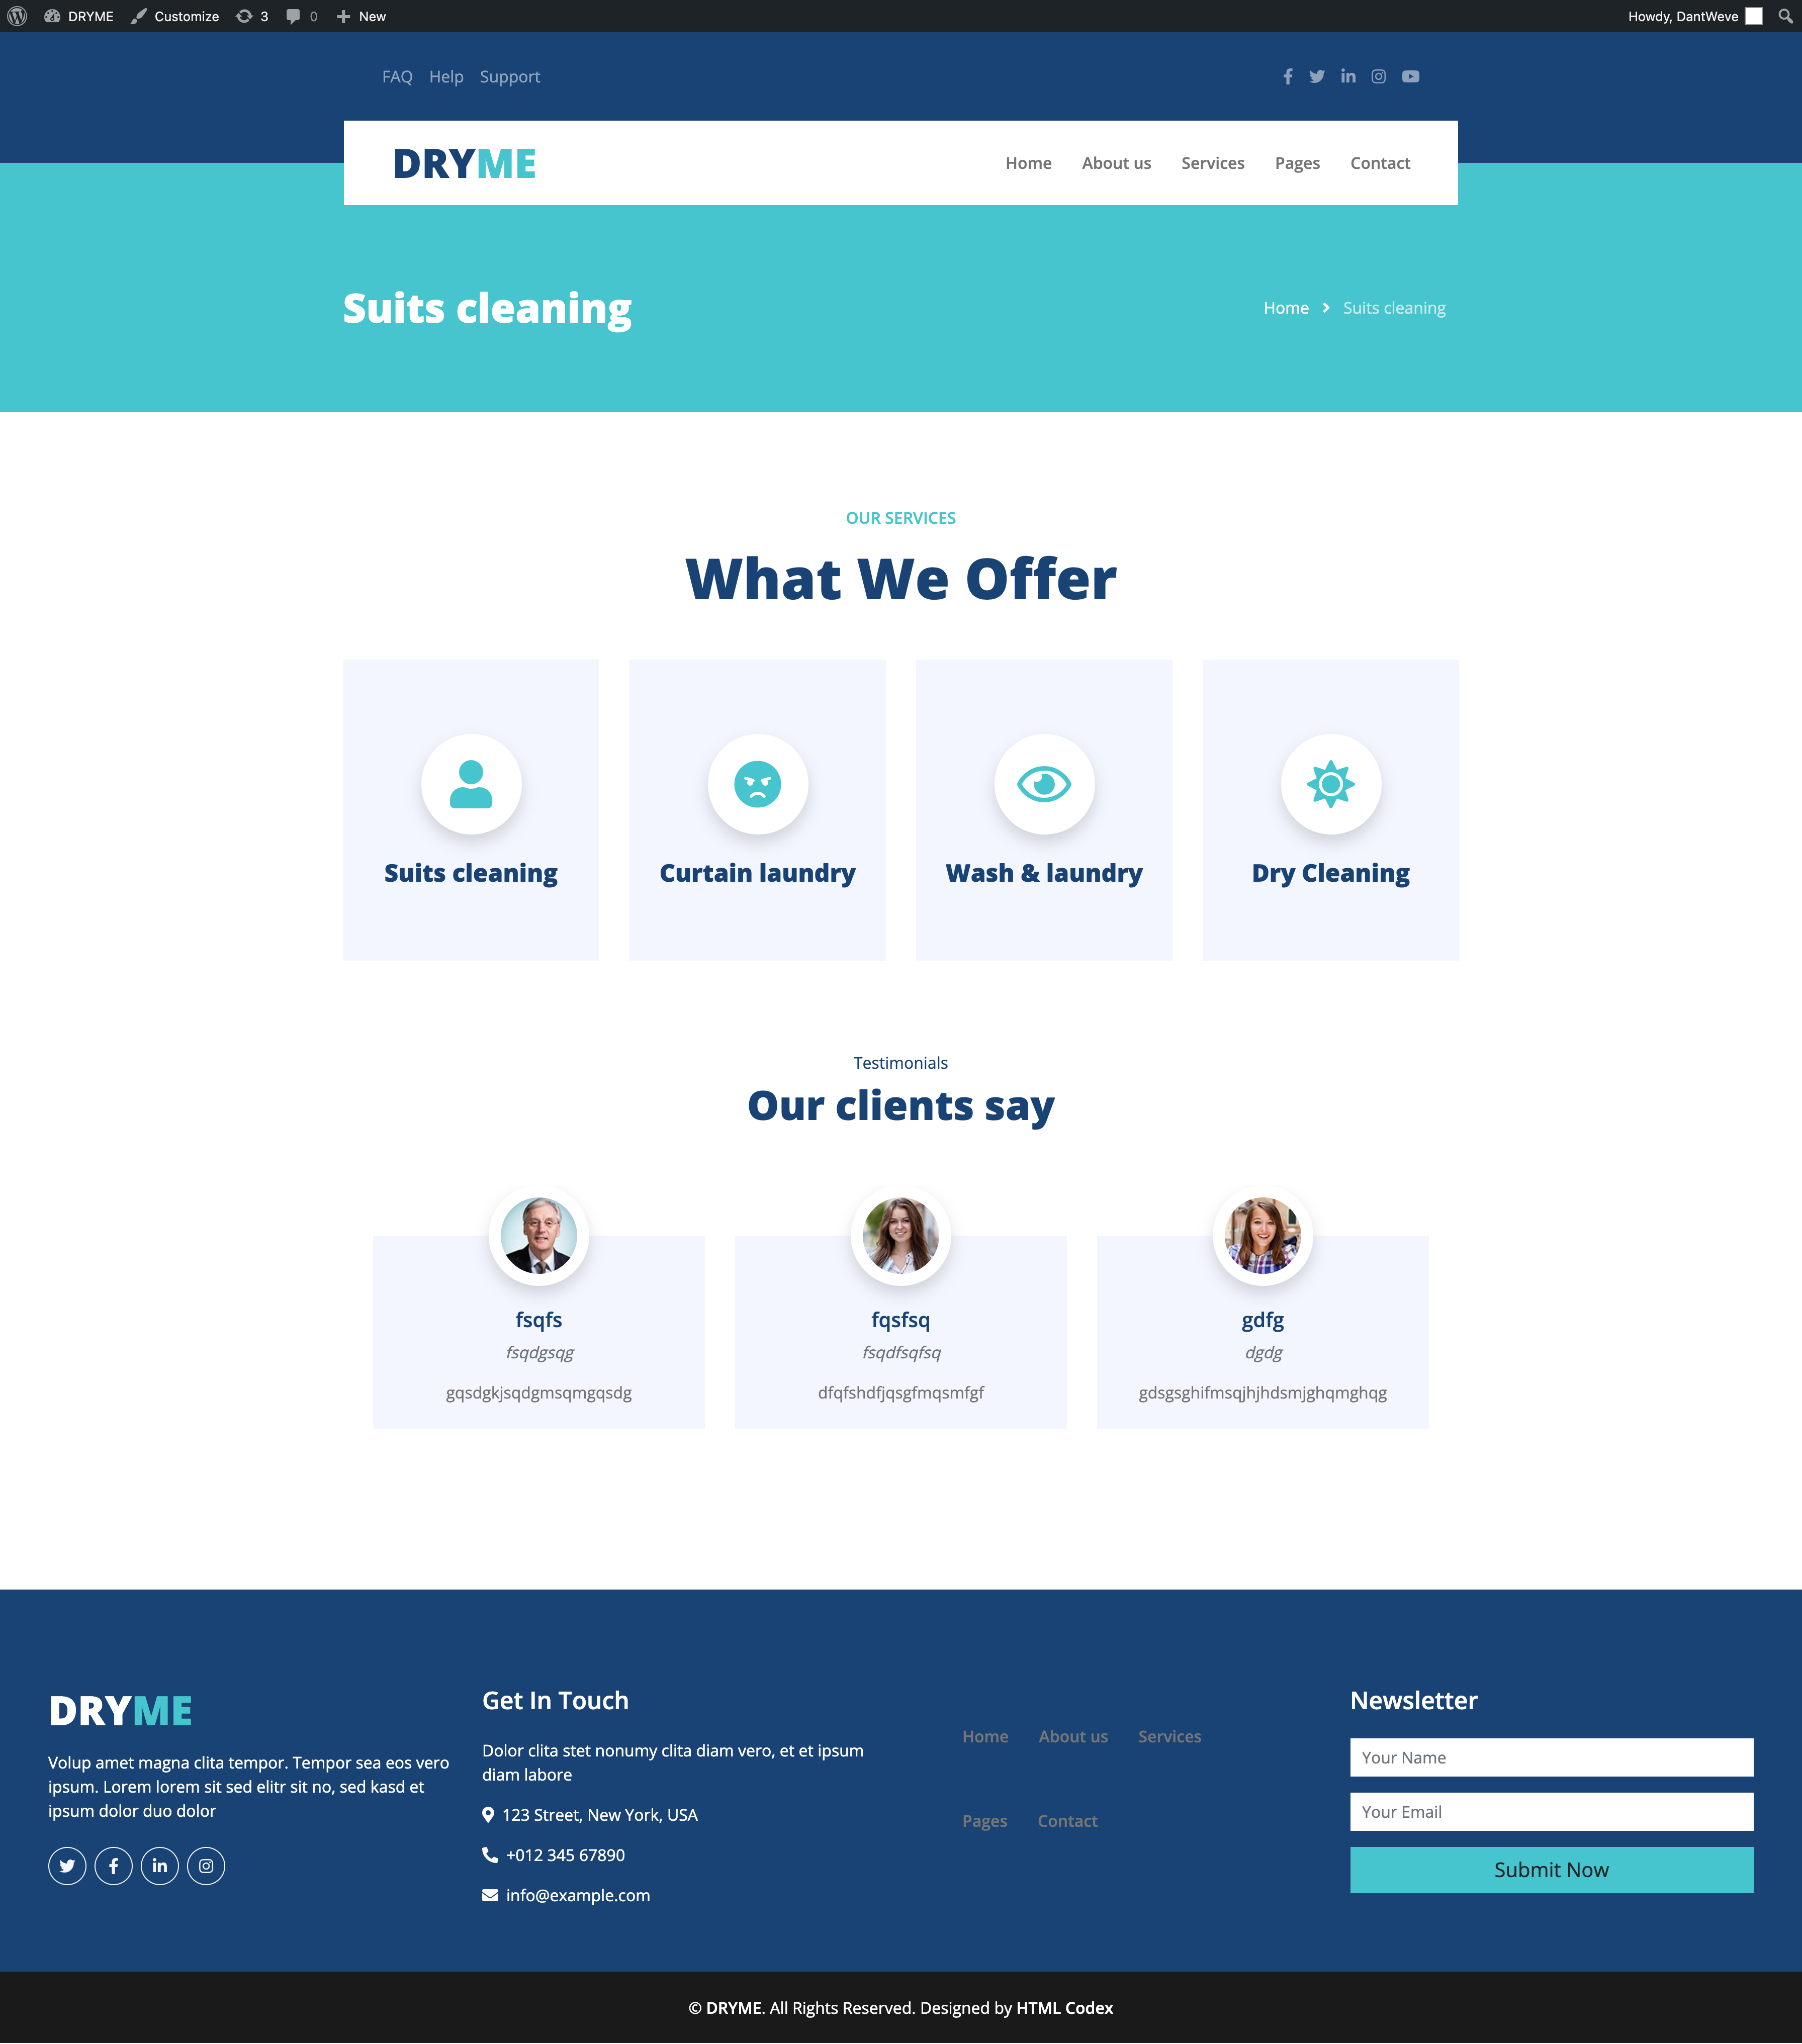 DRYME Customize 3 0 New Howdy, DantWeve
FAQ Help Support
DRYME Home About us Services Pages Contact
Suits cleaning Home Suits cleaning
OUR SERVICES
What We Offer
Suits cleaning Curtain laundry Wash & laundry Dry Cleaning
Testimonials
Our clients say
fsqfs fqsfsq gdfg
fsqdgsqg fsqdfsqfsq dgdg
gqsdgkjsqdgmsqmgqsdg dfqfshdfjqsgfmqsmfgf gdsgsghifmsqjhjhdsmjghqmghqg
DRYME
Volup amet magna clita tempor. Tempor sea eos vero
ipsum. Lorem lorem sit sed elitr sit no, sed kasd et
ipsum dolor duo dolor
Get In Touch
Dolor clita stet nonumy clita diam vero, et et ipsum
diam labore
123 Street, New York, USA
+012 345 67890
info@example.com
Home About us Services
Pages Contact
Newsletter
Your Name
Your Email
Submit Now
© DRYME. All Rights Reserved. Designed by HTML Codex